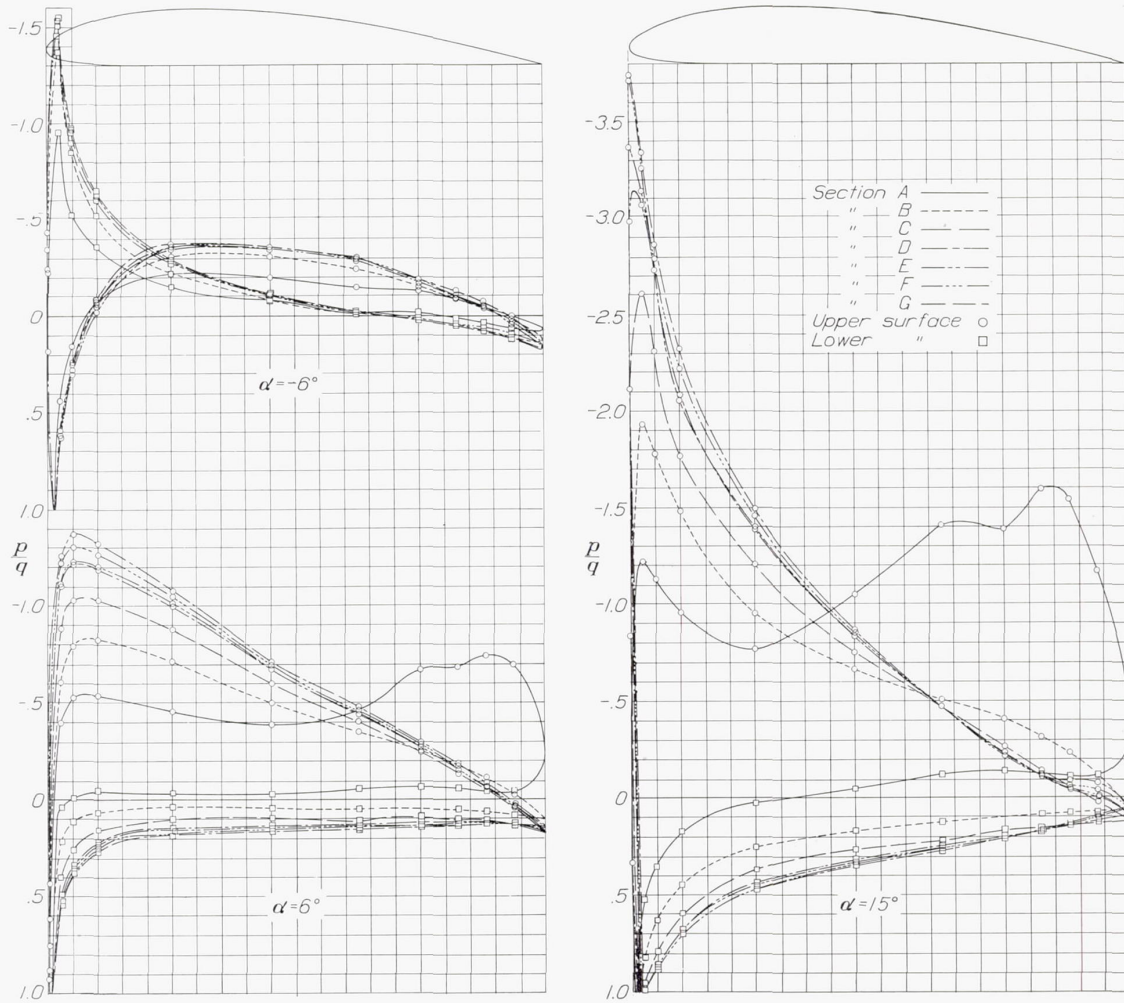 -1.5
-1.0
-.5
0
.5
1.0
α=-6°
p/q
-1.0
-.5
0
.5
1.0
α=6°
-3.5
-3.0
-2.5
-2.0
-1.5
p/q
-1.0
-.5
0
.5
1.0
α=15°
Section A
" B
" C
" D
" E
" F
" G
Upper surface ○
Lower " □